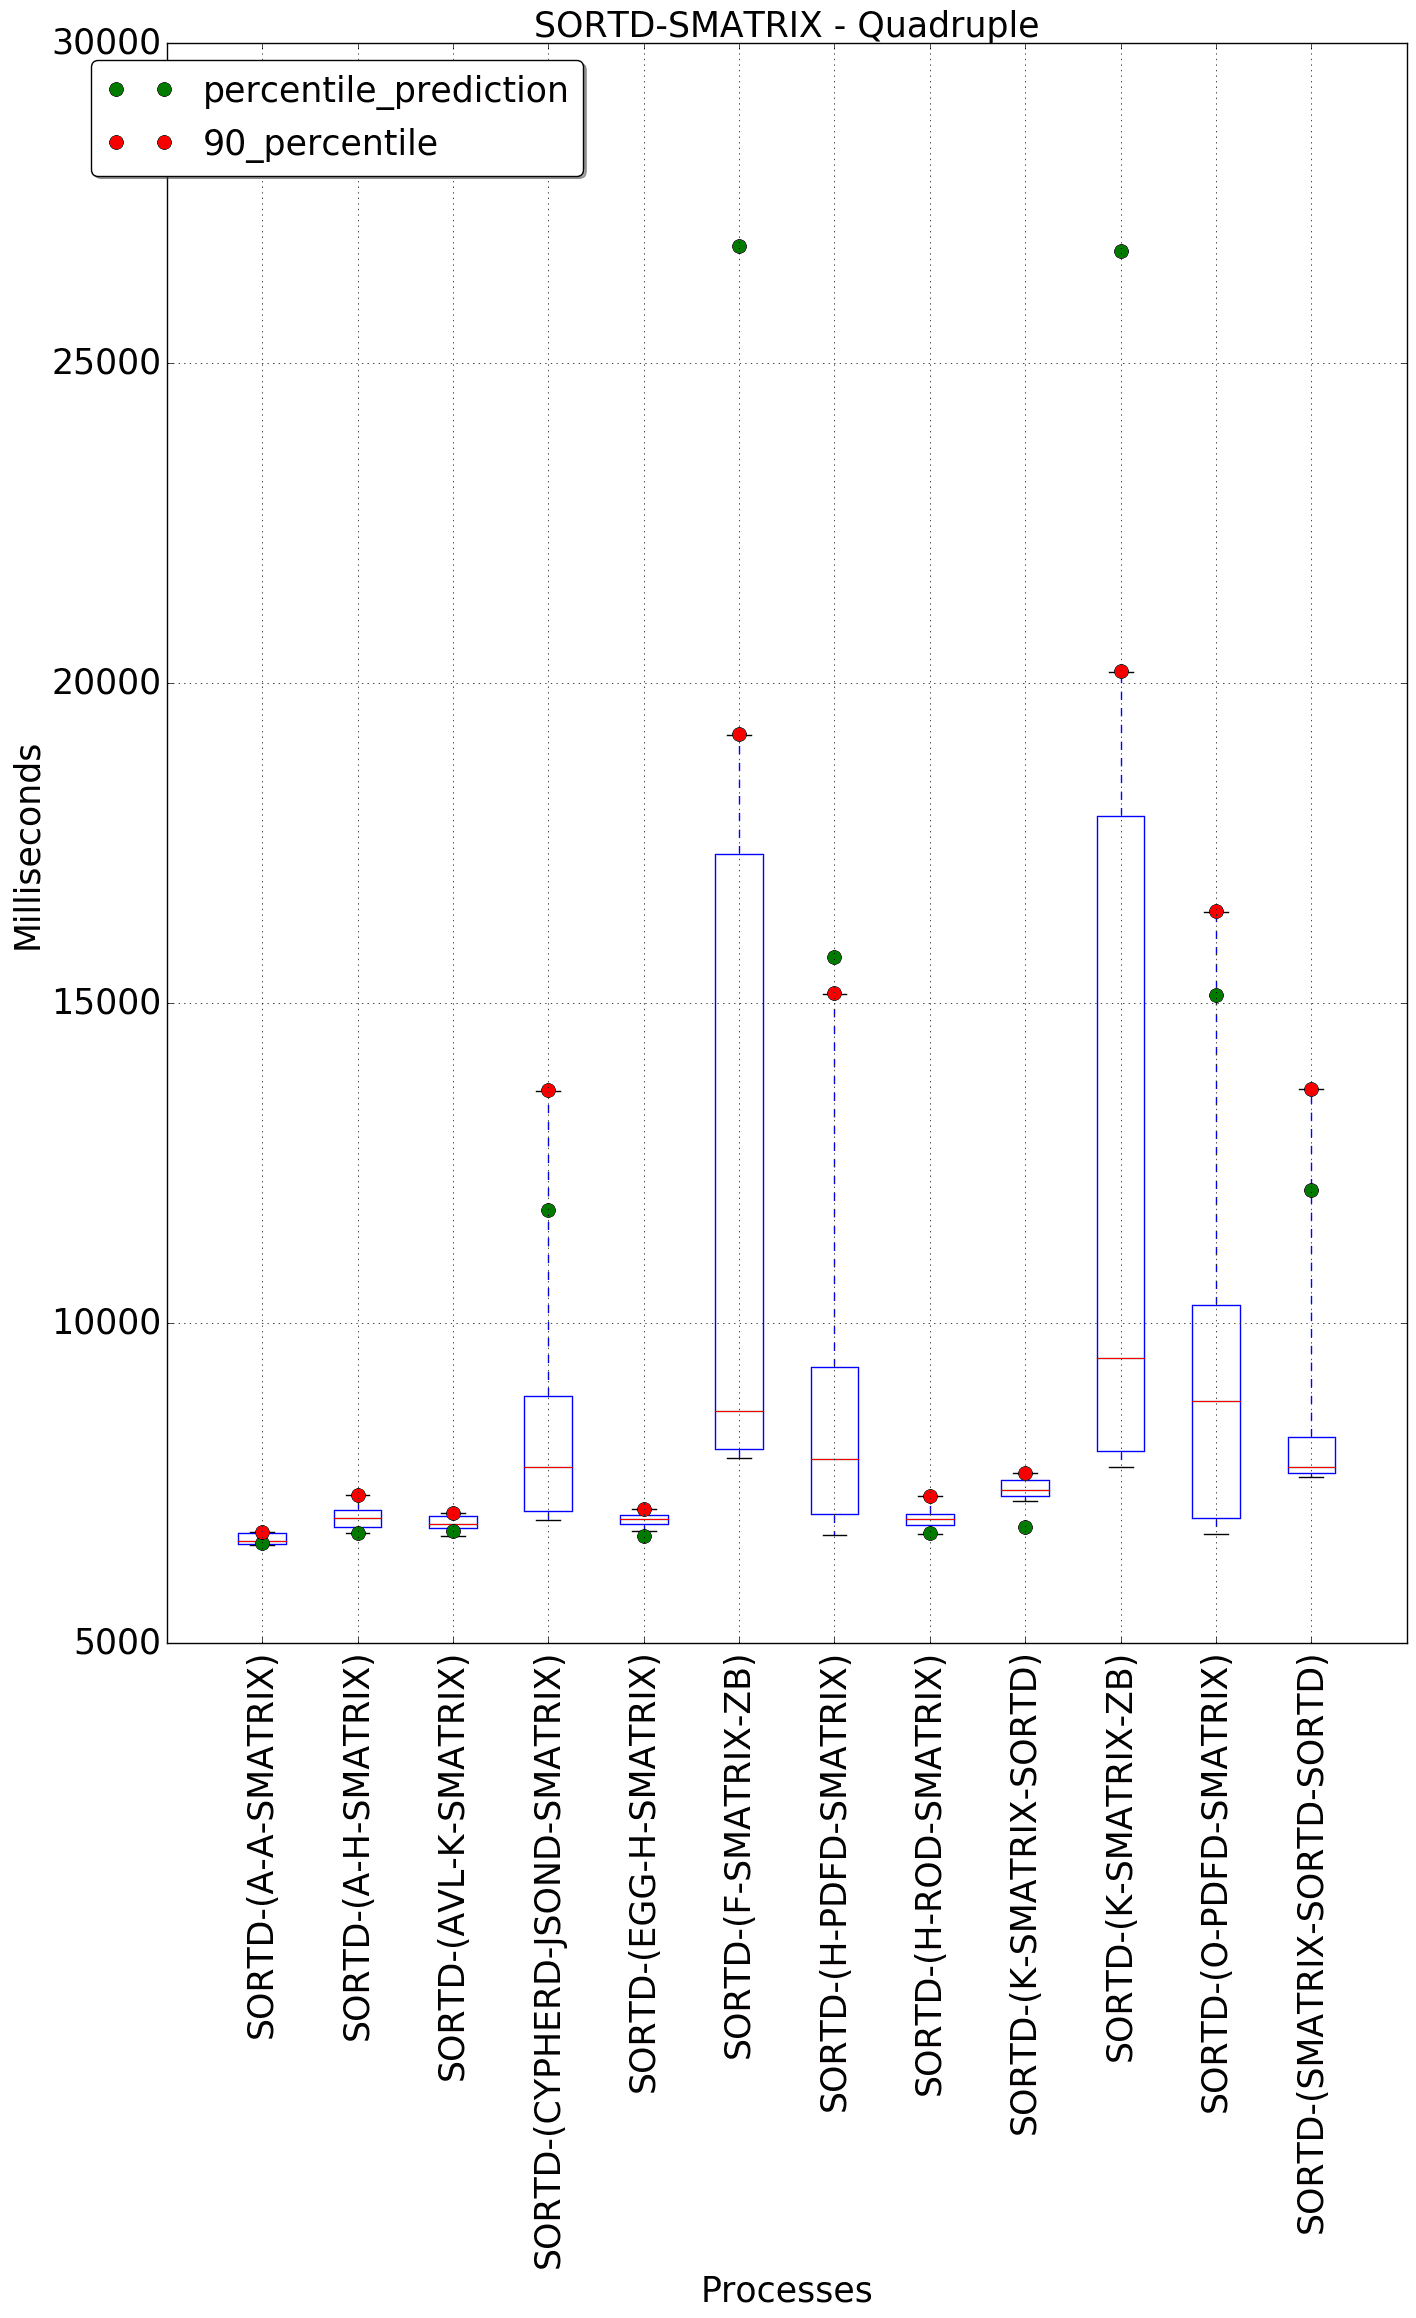 SORTD-SMATRIX - Quadruple
percentile_prediction
90_percentile
30000
25000
20000
15000
10000
5000
Milliseconds
SORTD-(A-A-SMATRIX)
SORTD-(A-H-SMATRIX)
SORTD-(AVL-K-SMATRIX)
SORTD-(CYPHERD-JSOND-SMATRIX)
SORTD-(EGG-H-SMATRIX)
SORTD-(F-SMATRIX-ZB)
SORTD-(H-PDFD-SMATRIX)
SORTD-(H-ROD-SMATRIX)
SORTD-(K-SMATRIX-SORTD)
SORTD-(K-SMATRIX-ZB)
SORTD-(O-PDFD-SMATRIX)
SORTD-(SMATRIX-SORTD-SORTD)
Processes